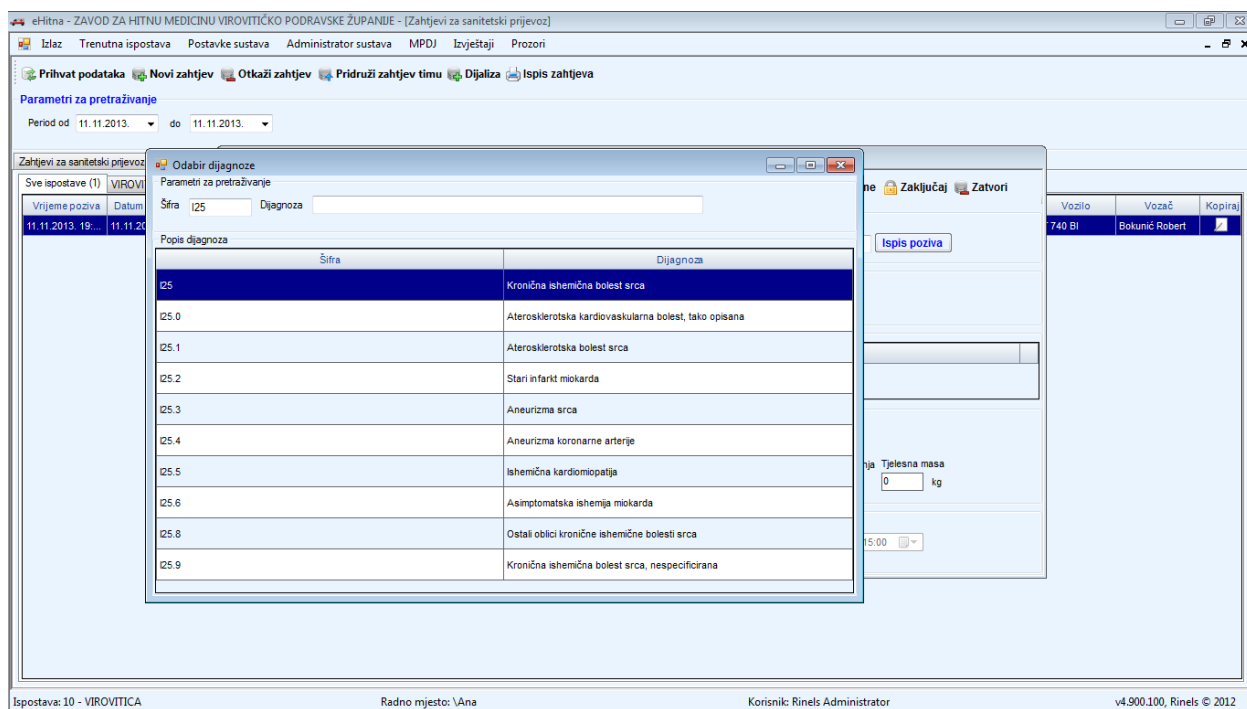 eHitna - ZAVOD ZA HITNU MEDICINU VIROVITIČKO PODRAVSKE ŽUPANIJE - [Zahtjevi za sanitetski prijevoz]
Izlaz Trenutna ispostava Postavke sustava Administrator sustava MPDJ Izvještaji Prozori
Prihvat podataka Novi zahtjev Otkaži zahtjev Pridruži zahtjev timu Dijaliza Ispis zahtjeva
Parametri za pretraživanje
Period od 11.11.2013. do 11.11.2013.
Zahtjevi za sanitetski prijevoz
Odabir dijagnoze
Sve ispostave (1) VIROVI
Parametri za pretraživanje
ne Zaključaj Zatvori
Šifra I25 Dijagnoza
Vrijeme poziva Datum Vozilo Vozač Kopiraj
11.11.2013. 19:... 11.11.20 740 BI Bokunić Robert
Popis dijagnoza
Ispis poziva
Šifra Dijagnoza
I25 Kronična ishemična bolest srca
I25.0 Aterosklerotska kardiovaskularna bolest, tako opisana
I25.1 Aterosklerotska bolest srca
I25.2 Stari infarkt miokarda
I25.3 Aneurizma srca
I25.4 Aneurizma koronarne arterije
I25.5 Ishemična kardiomiopatija
nja Tjelesna masa
0 kg
I25.6 Asimptomatska ishemija miokarda
I25.8 Ostali oblici kronične ishemične bolesti srca
15:00
I25.9 Kronična ishemična bolest srca, nespecificirana
Ispostava: 10 - VIROVITICA Radno mjesto: \Ana Korisnik: Rinels Administrator v4.900.100, Rinels © 2012